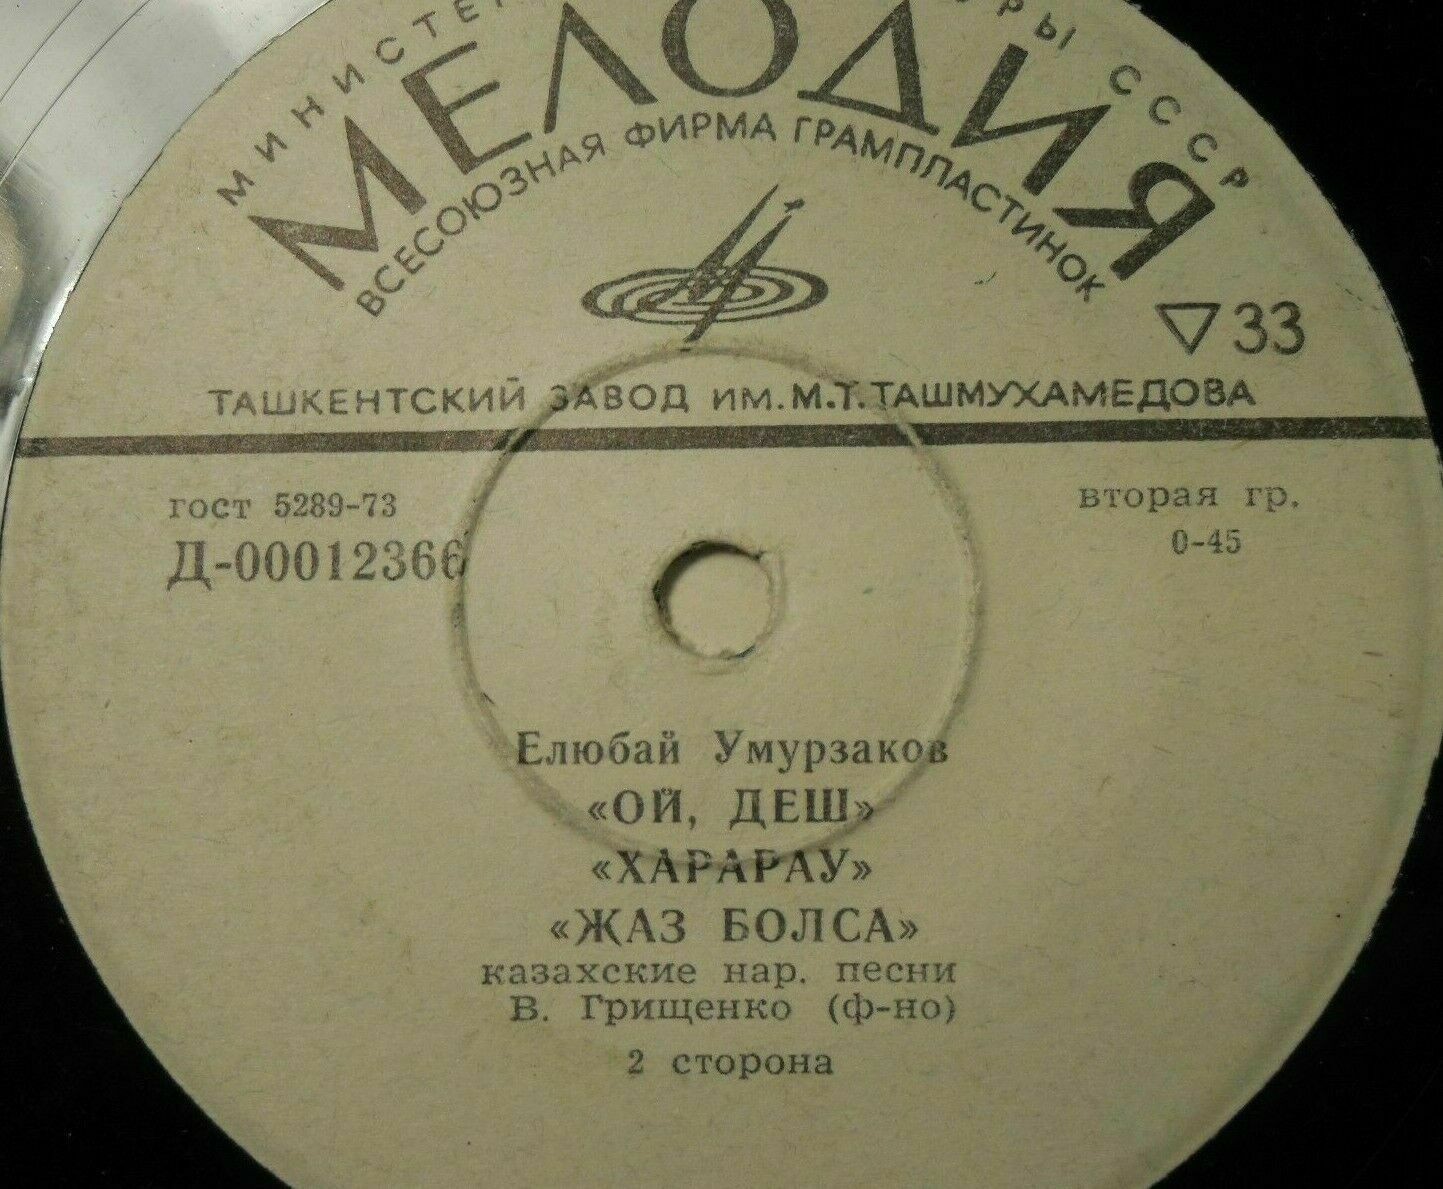 МИНИСТЕ РЫ СССР
МЕЛОДИЯ
ВСЕСОЮЗНАЯ ФИРМА ГРАМПЛАСТИНОК
▽33
ТАШКЕНТСКИЙ ЗАВОД ИМ. М.Т. ТАШМУХАМЕДОВА
гост 5289-73
вторая гр.
Д-00012366
0-45
Елюбай Умурзаков
«ОЙ, ДЕШ»
«ХАРАРАУ»
«ЖАЗ БОЛСА»
казахские нар. песни
В. Грищенко (ф-но)
2 сторона